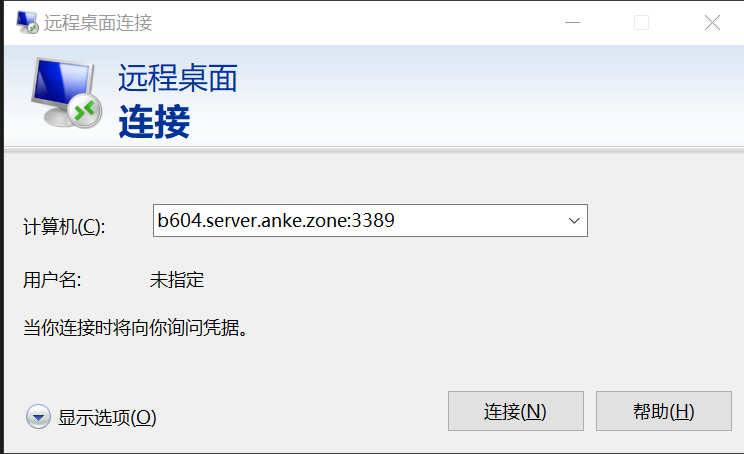 远程桌面连接
远程桌面
连接
计算机(C):
b604.server.anke.zone:3389
用户名:
未指定
当你连接时将向你询问凭据。
显示选项(O)
连接(N)
帮助(H)